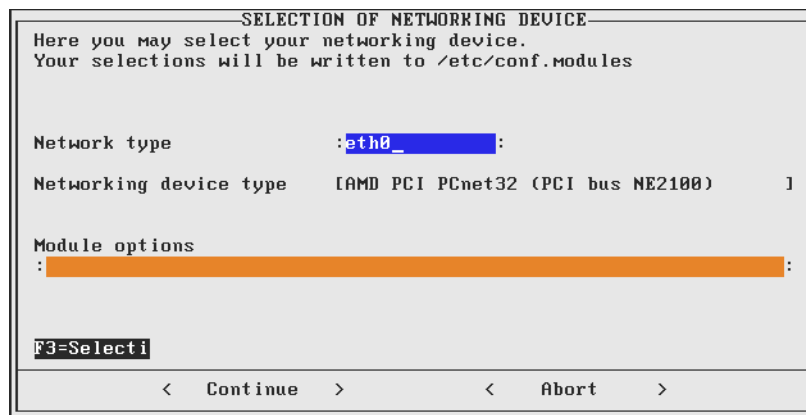 SELECTION OF NETWORKING DEVICE
Here you may select your networking device.
Your selections will be written to /etc/conf.modules
Network type :eth0_ :
Networking device type [AMD PCI PCnet32 (PCI bus NE2100) ]
Module options
: :
F3=Selecti
< Continue > < Abort >